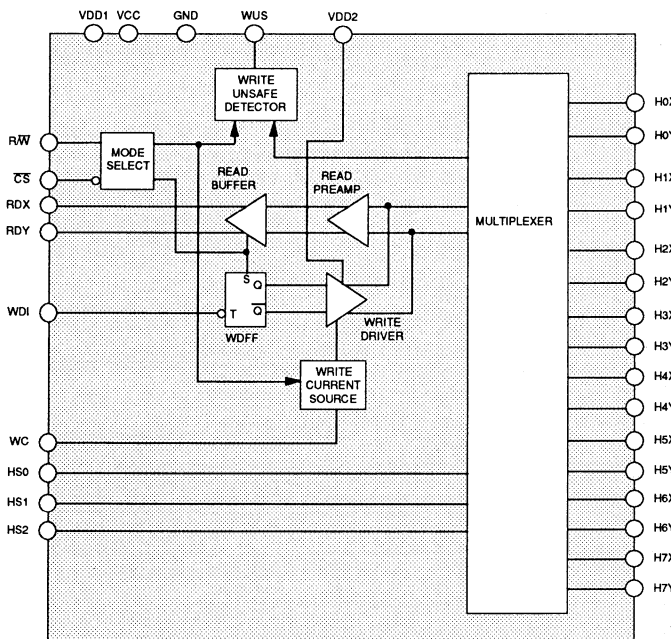 VDD1 VCC GND WUS VDD2
WRITE
UNSAFE
DETECTOR
R/W̅
MODE
SELECT
C̅S̅
RDX
RDY
READ
BUFFER
READ
PREAMP
MULTIPLEXER
S
Q
T
Q̅
WDFF
WDI
WRITE
DRIVER
WRITE
CURRENT
SOURCE
WC
HS0
HS1
HS2
H0X
H0Y
H1X
H1Y
H2X
H2Y
H3X
H3Y
H4X
H4Y
H5X
H5Y
H6X
H6Y
H7X
H7Y